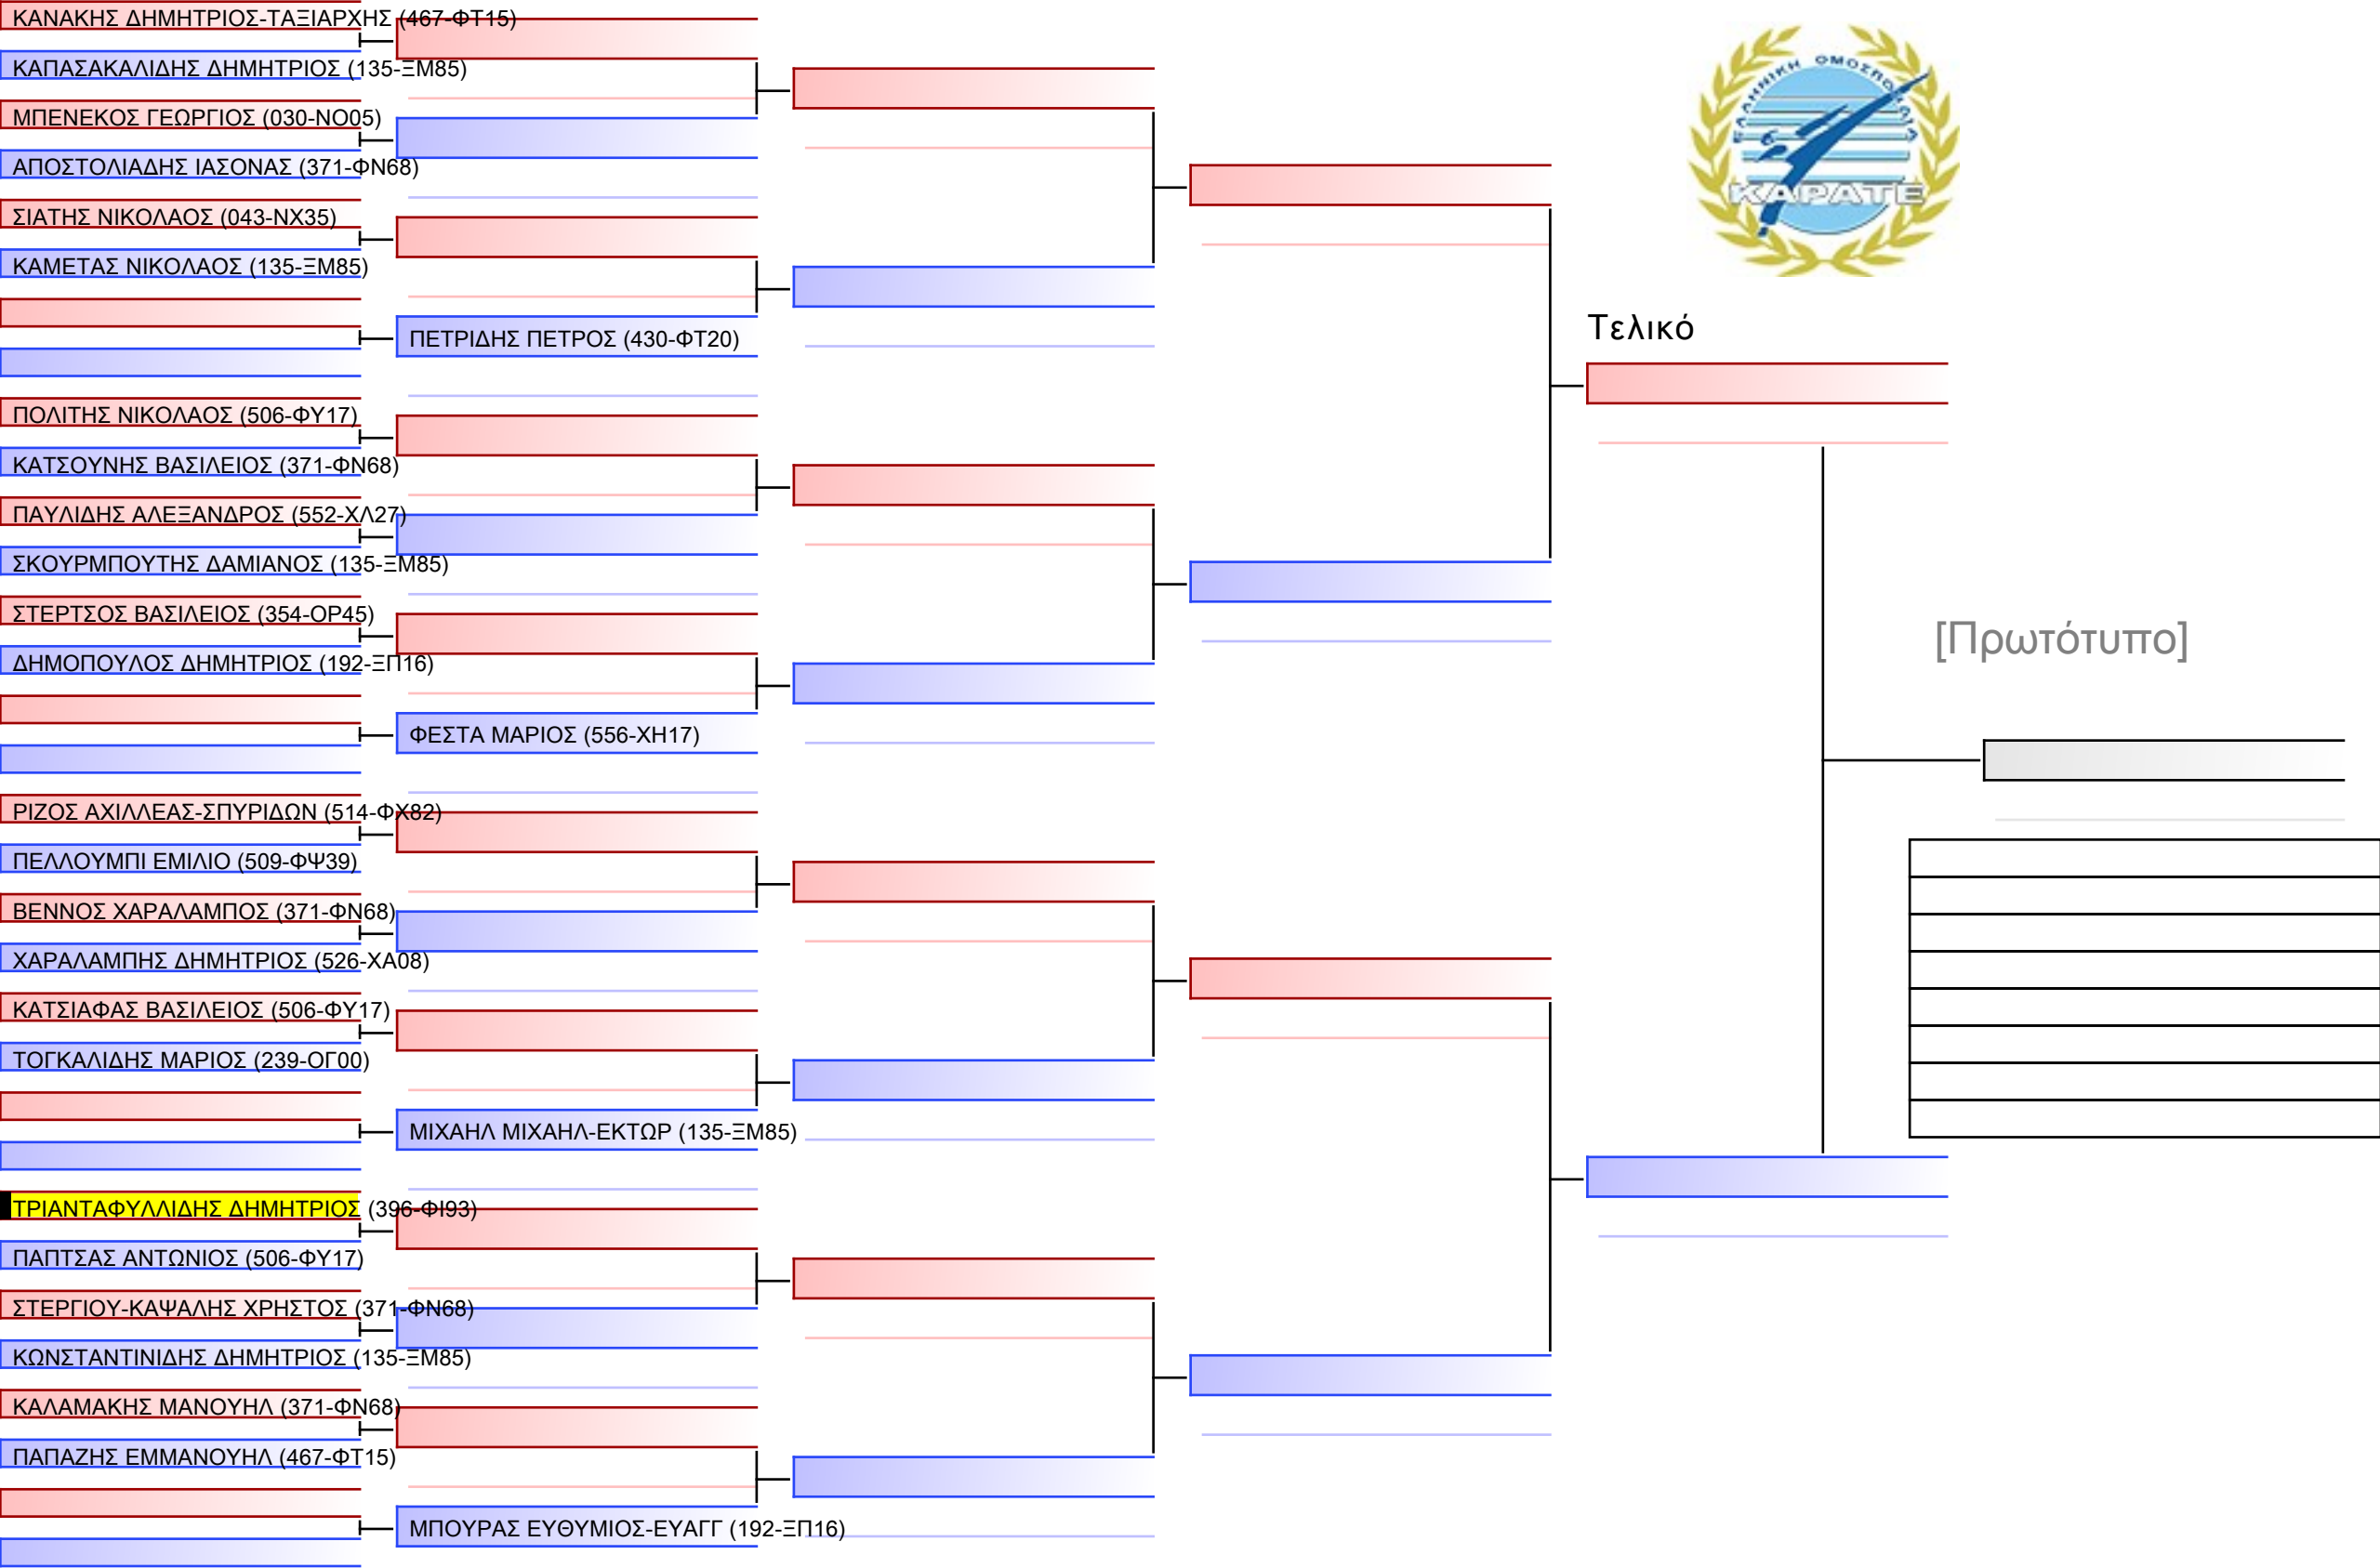 ΚΑΝΑΚΗΣ ΔΗΜΗΤΡΙΟΣ-ΤΑΞΙΑΡΧΗΣ (467-ΦΤ15)
ΚΑΠΑΣΑΚΑΛΙΔΗΣ ΔΗΜΗΤΡΙΟΣ (135-ΞΜ85)
ΜΠΕΝΕΚΟΣ ΓΕΩΡΓΙΟΣ (030-ΝΟ05)
ΑΠΟΣΤΟΛΙΑΔΗΣ ΙΑΣΟΝΑΣ (371-ΦΝ68)
ΣΙΑΤΗΣ ΝΙΚΟΛΑΟΣ (043-ΝΧ35)
ΚΑΜΕΤΑΣ ΝΙΚΟΛΑΟΣ (135-ΞΜ85)
ΠΕΤΡΙΔΗΣ ΠΕΤΡΟΣ (430-ΦΤ20)
ΠΟΛΙΤΗΣ ΝΙΚΟΛΑΟΣ (506-ΦΥ17)
ΚΑΤΣΟΥΝΗΣ ΒΑΣΙΛΕΙΟΣ (371-ΦΝ68)
ΠΑΥΛΙΔΗΣ ΑΛΕΞΑΝΔΡΟΣ (552-ΧΛ27)
ΣΚΟΥΡΜΠΟΥΤΗΣ ΔΑΜΙΑΝΟΣ (135-ΞΜ85)
ΣΤΕΡΤΣΟΣ ΒΑΣΙΛΕΙΟΣ (354-ΟΡ45)
ΔΗΜΟΠΟΥΛΟΣ ΔΗΜΗΤΡΙΟΣ (192-ΞΠ16)
ΦΕΣΤΑ ΜΑΡΙΟΣ (556-ΧΗ17)
ΡΙΖΟΣ ΑΧΙΛΛΕΑΣ-ΣΠΥΡΙΔΩΝ (514-ΦΧ82)
ΠΕΛΛΟΥΜΠΙ ΕΜΙΛΙΟ (509-ΦΨ39)
ΒΕΝΝΟΣ ΧΑΡΑΛΑΜΠΟΣ (371-ΦΝ68)
ΧΑΡΑΛΑΜΠΗΣ ΔΗΜΗΤΡΙΟΣ (526-ΧΑ08)
ΚΑΤΣΙΑΦΑΣ ΒΑΣΙΛΕΙΟΣ (506-ΦΥ17)
ΤΟΓΚΑΛΙΔΗΣ ΜΑΡΙΟΣ (239-ΟΓ00)
ΜΙΧΑΗΛ ΜΙΧΑΗΛ-ΕΚΤΩΡ (135-ΞΜ85)
ΤΡΙΑΝΤΑΦΥΛΛΙΔΗΣ ΔΗΜΗΤΡΙΟΣ (396-ΦΙ93)
ΠΑΠΤΣΑΣ ΑΝΤΩΝΙΟΣ (506-ΦΥ17)
ΣΤΕΡΓΙΟΥ-ΚΑΨΑΛΗΣ ΧΡΗΣΤΟΣ (371-ΦΝ68)
ΚΩΝΣΤΑΝΤΙΝΙΔΗΣ ΔΗΜΗΤΡΙΟΣ (135-ΞΜ85)
ΚΑΛΑΜΑΚΗΣ ΜΑΝΟΥΗΛ (371-ΦΝ68)
ΠΑΠΑΖΗΣ ΕΜΜΑΝΟΥΗΛ (467-ΦΤ15)
ΜΠΟΥΡΑΣ ΕΥΘΥΜΙΟΣ-ΕΥΑΓΓ (192-ΞΠ16)
ΕΛΛΗΝΙΚΗ ΟΜΟΣΠΟΝΔΙΑ
ΚΑΡΑΤΕ
Τελικό
[Πρωτότυπο]